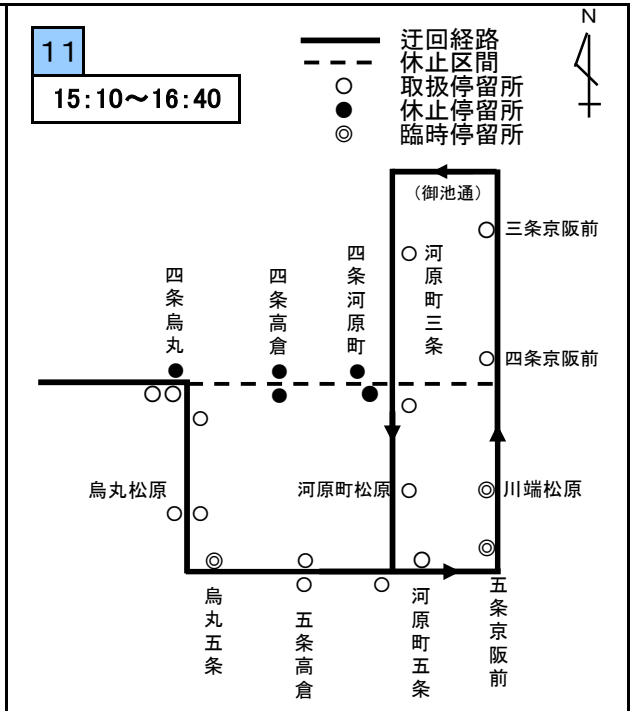 11
15:10～16:40
N
迂回経路
休止区間
取扱停留所
休止停留所
臨時停留所
(御池通)
三条京阪前
河原町三条
四条河原町
四条高倉
四条烏丸
四条京阪前
烏丸松原
河原町松原
川端松原
烏丸五条
五条高倉
河原町五条
五条京阪前